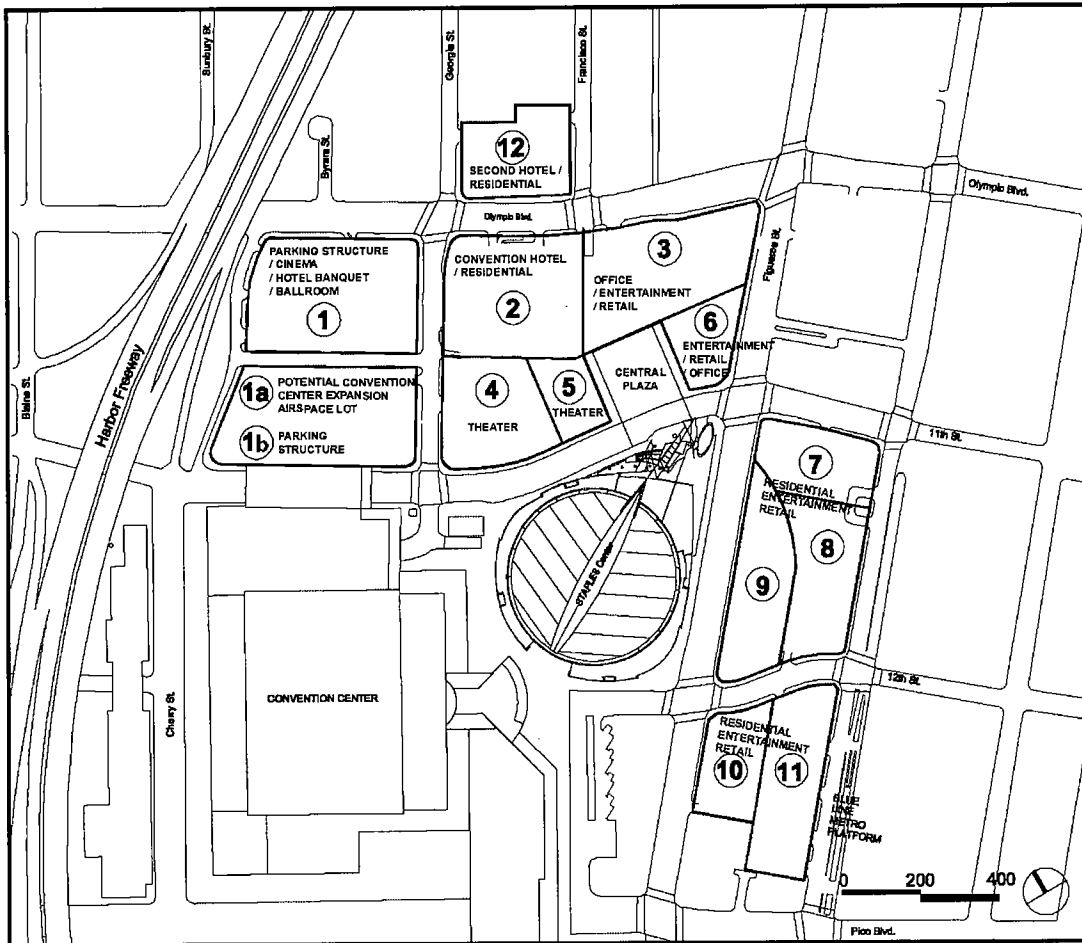 Bunbury St.
Georgia St.
Francisco St.
Byram St.
12
SECOND HOTEL /
RESIDENTIAL
Olympic Blvd.
Olympic Blvd.
PARKING STRUCTURE
/ CINEMA
/ HOTEL BANQUET
/ BALLROOM
1
CONVENTION HOTEL
/ RESIDENTIAL
2
3
OFFICE
/ ENTERTAINMENT
/ RETAIL
Figueroa St.
6
ENTERTAINMENT
/ RETAIL
/ OFFICE
Harbor Freeway
Blaine St.
1a
POTENTIAL CONVENTION
CENTER EXPANSION
AIRSPACE LOT
1b
PARKING
STRUCTURE
4
THEATER
5
THEATER
CENTRAL
PLAZA
11th St.
7
RESIDENTIAL
ENTERTAINMENT
RETAIL
8
9
STAPLES Center
CONVENTION CENTER
Cherry St.
12th St.
RESIDENTIAL
ENTERTAINMENT
RETAIL
10
11
BLUE
LINE
METRO
PLATFORM
0 200 400
Pico Blvd.